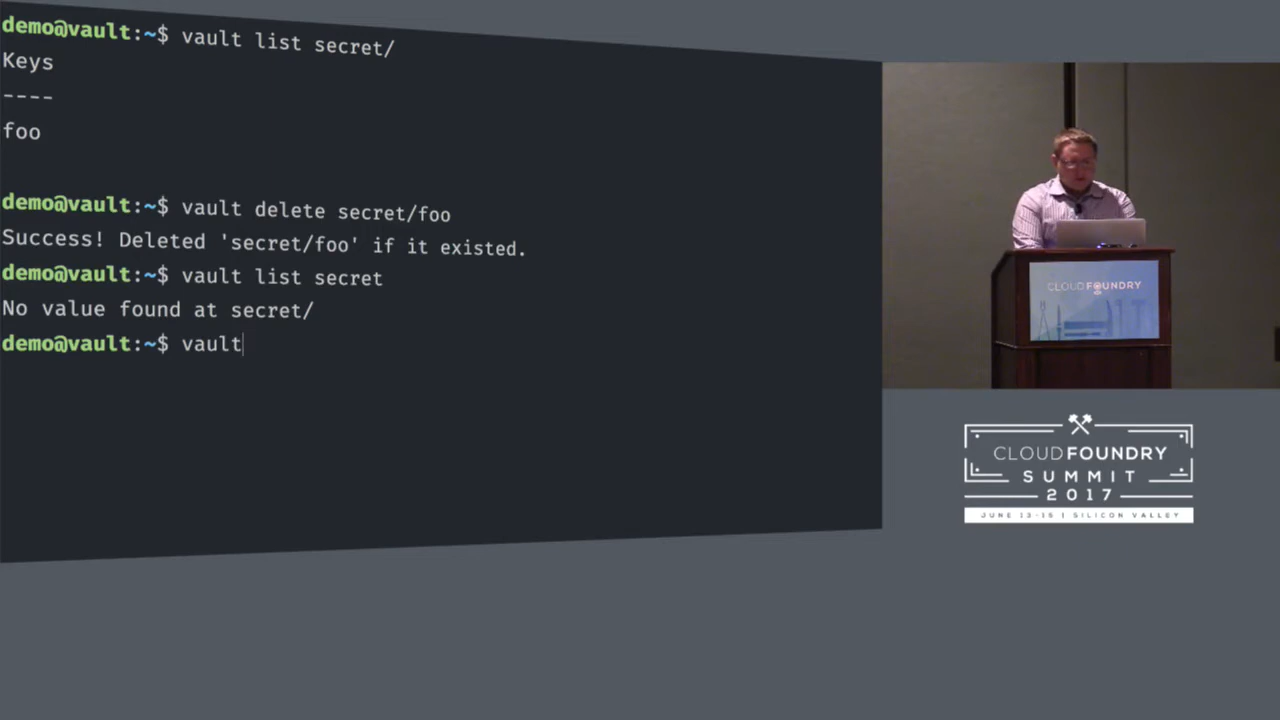 demo@vault:~$ vault list secret/
Keys
----
foo
demo@vault:~$ vault delete secret/foo
Success! Deleted 'secret/foo' if it existed.
demo@vault:~$ vault list secret
No value found at secret/
demo@vault:~$ vault
CLOUD FOUNDRY
CLOUD FOUNDRY
SUMMIT
2017
JUNE 13-15 | SILICON VALLEY